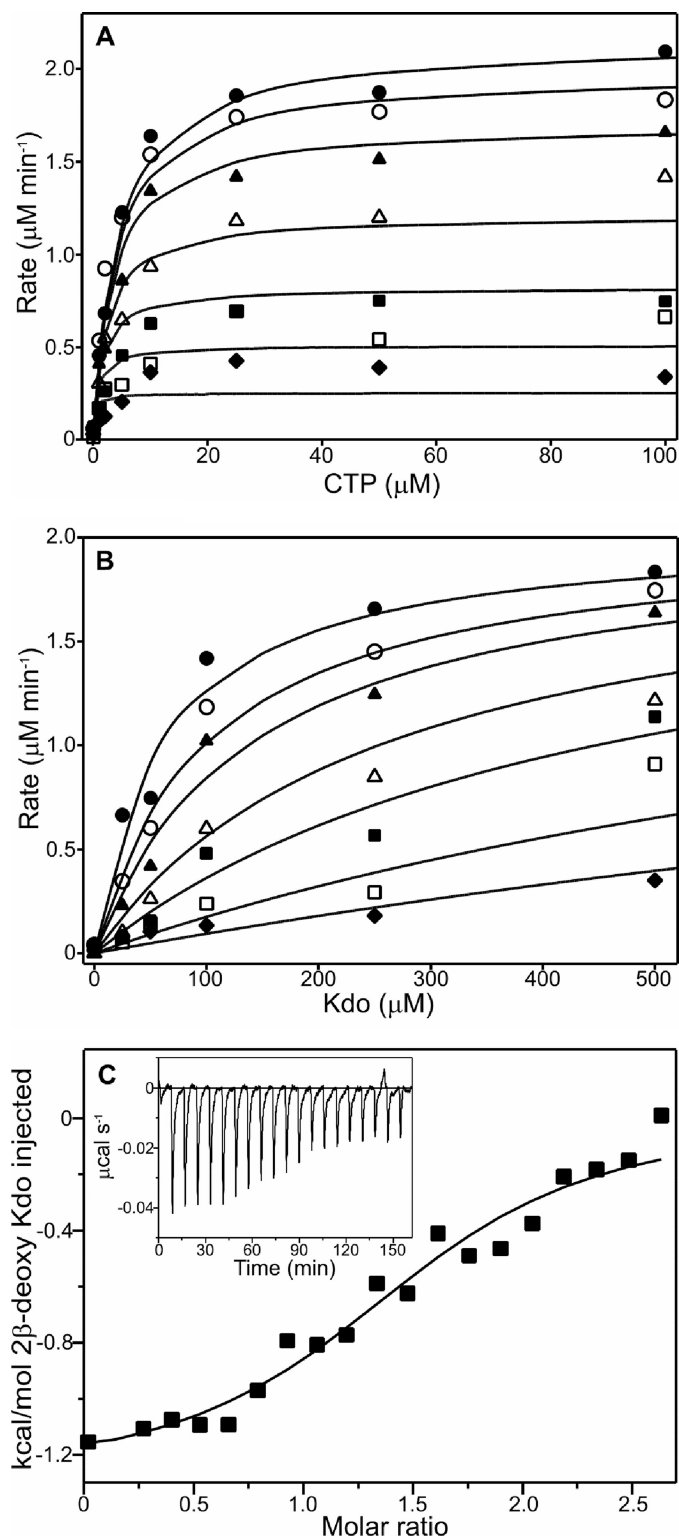 A
2.0
1.5
1.0
0.5
0
Rate (μM min⁻¹)
0 20 40 60 80 100
CTP (μM)
B
2.0
1.5
1.0
0.5
0
Rate (μM min⁻¹)
0 100 200 300 400 500
Kdo (μM)
C
0
-0.4
-0.8
-1.2
kcal/mol 2β-deoxy Kdo injected
0
-0.02
-0.04
μcal s⁻¹
0 30 60 90 120 150
Time (min)
0 0.5 1.0 1.5 2.0 2.5
Molar ratio